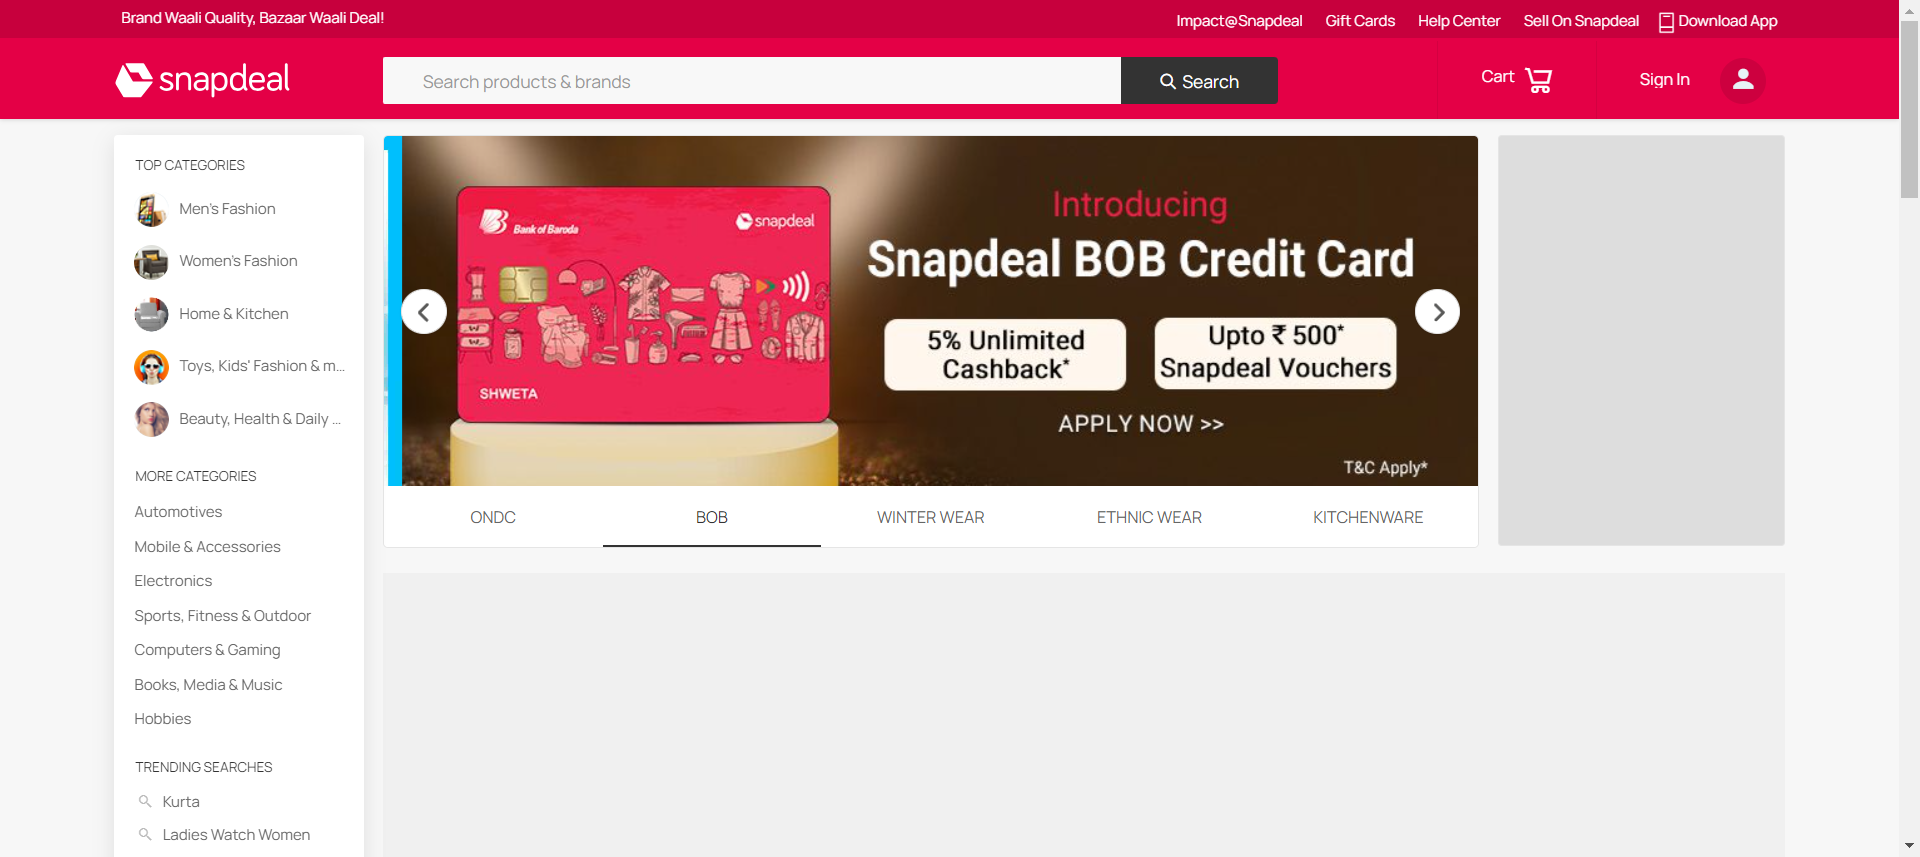 Brand Waali Quality, Bazaar Waali Deal!
Impact@Snapdeal
Gift Cards
Help Center
Sell On Snapdeal
Download App
snapdeal
Search products & brands
Search
Cart
Sign In
TOP CATEGORIES
Men's Fashion
Women's Fashion
Home & Kitchen
Toys, Kids' Fashion & m...
Beauty, Health & Daily ...
MORE CATEGORIES
Automotives
Mobile & Accessories
Electronics
Sports, Fitness & Outdoor
Computers & Gaming
Books, Media & Music
Hobbies
TRENDING SEARCHES
Kurta
Ladies Watch Women
Bank of Baroda
snapdeal
SHWETA
Introducing
Snapdeal BOB Credit Card
5% Unlimited
Cashback*
Upto ₹ 500*
Snapdeal Vouchers
APPLY NOW >>
T&C Apply*
ONDC
BOB
WINTER WEAR
ETHNIC WEAR
KITCHENWARE